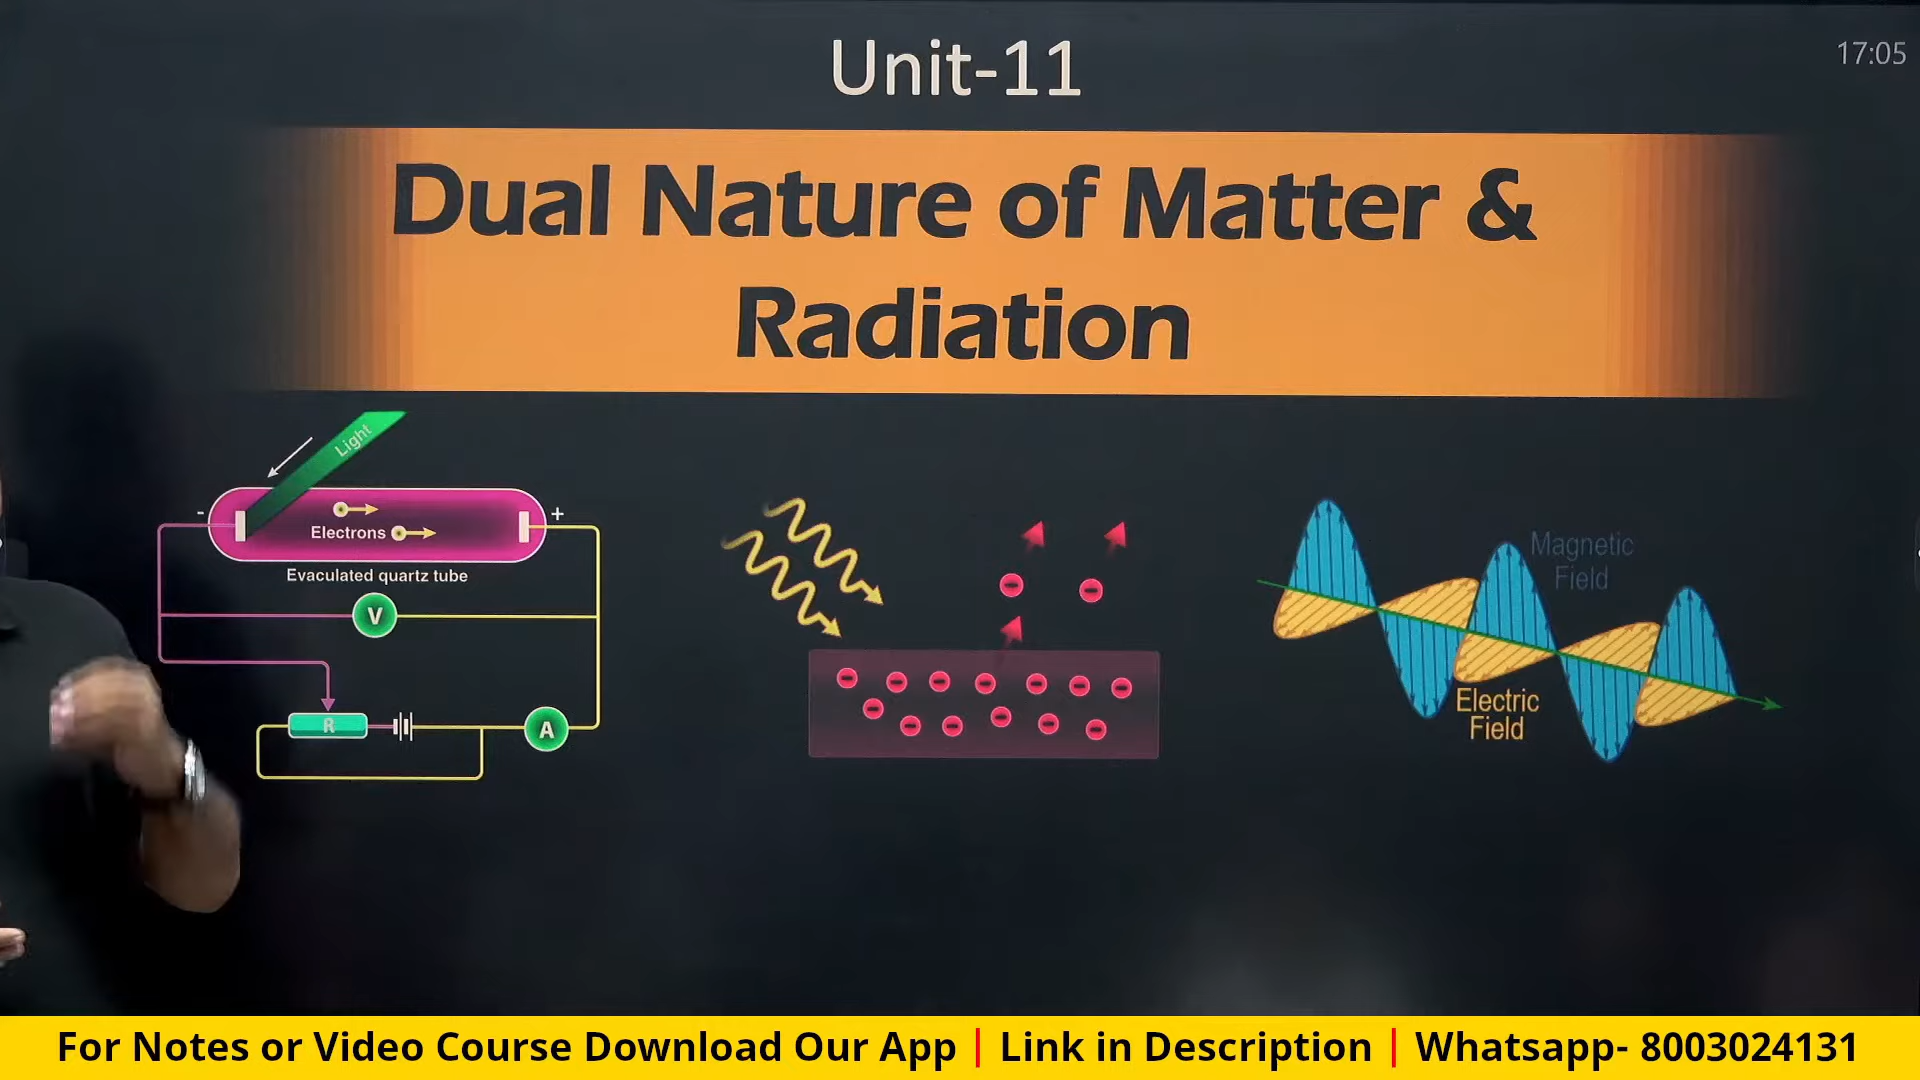 Unit-11
17:05
Dual Nature of Matter &
Radiation
Light
- +
Electrons
Evaculated quartz tube
V
R
A
Magnetic
Field
Electric
Field
For Notes or Video Course Download Our App | Link in Description | Whatsapp- 8003024131